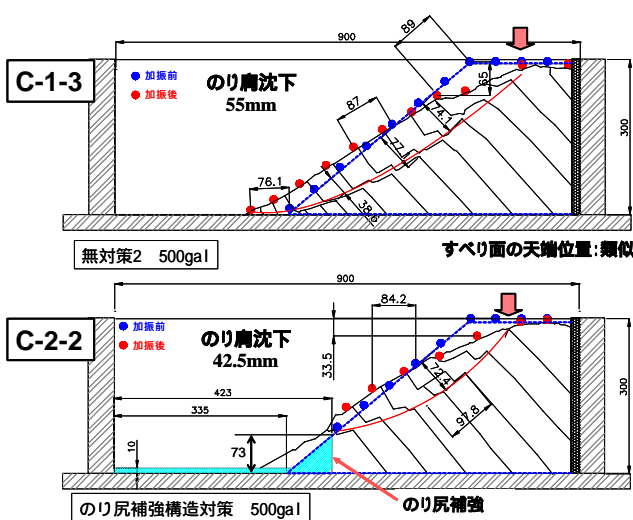 89
900
C-1-3
加振前
加振後
のり肩沈下
55mm
65
87
74.1
77
300
76.1
38.6
無対策2 500gal
すべり面の天端位置:類似
900
C-2-2
加振前
加振後
のり肩沈下
42.5mm
84.2
33.5
423
72.4
300
335
97.8
10
73
のり尻補強構造対策 500gal
のり尻補強